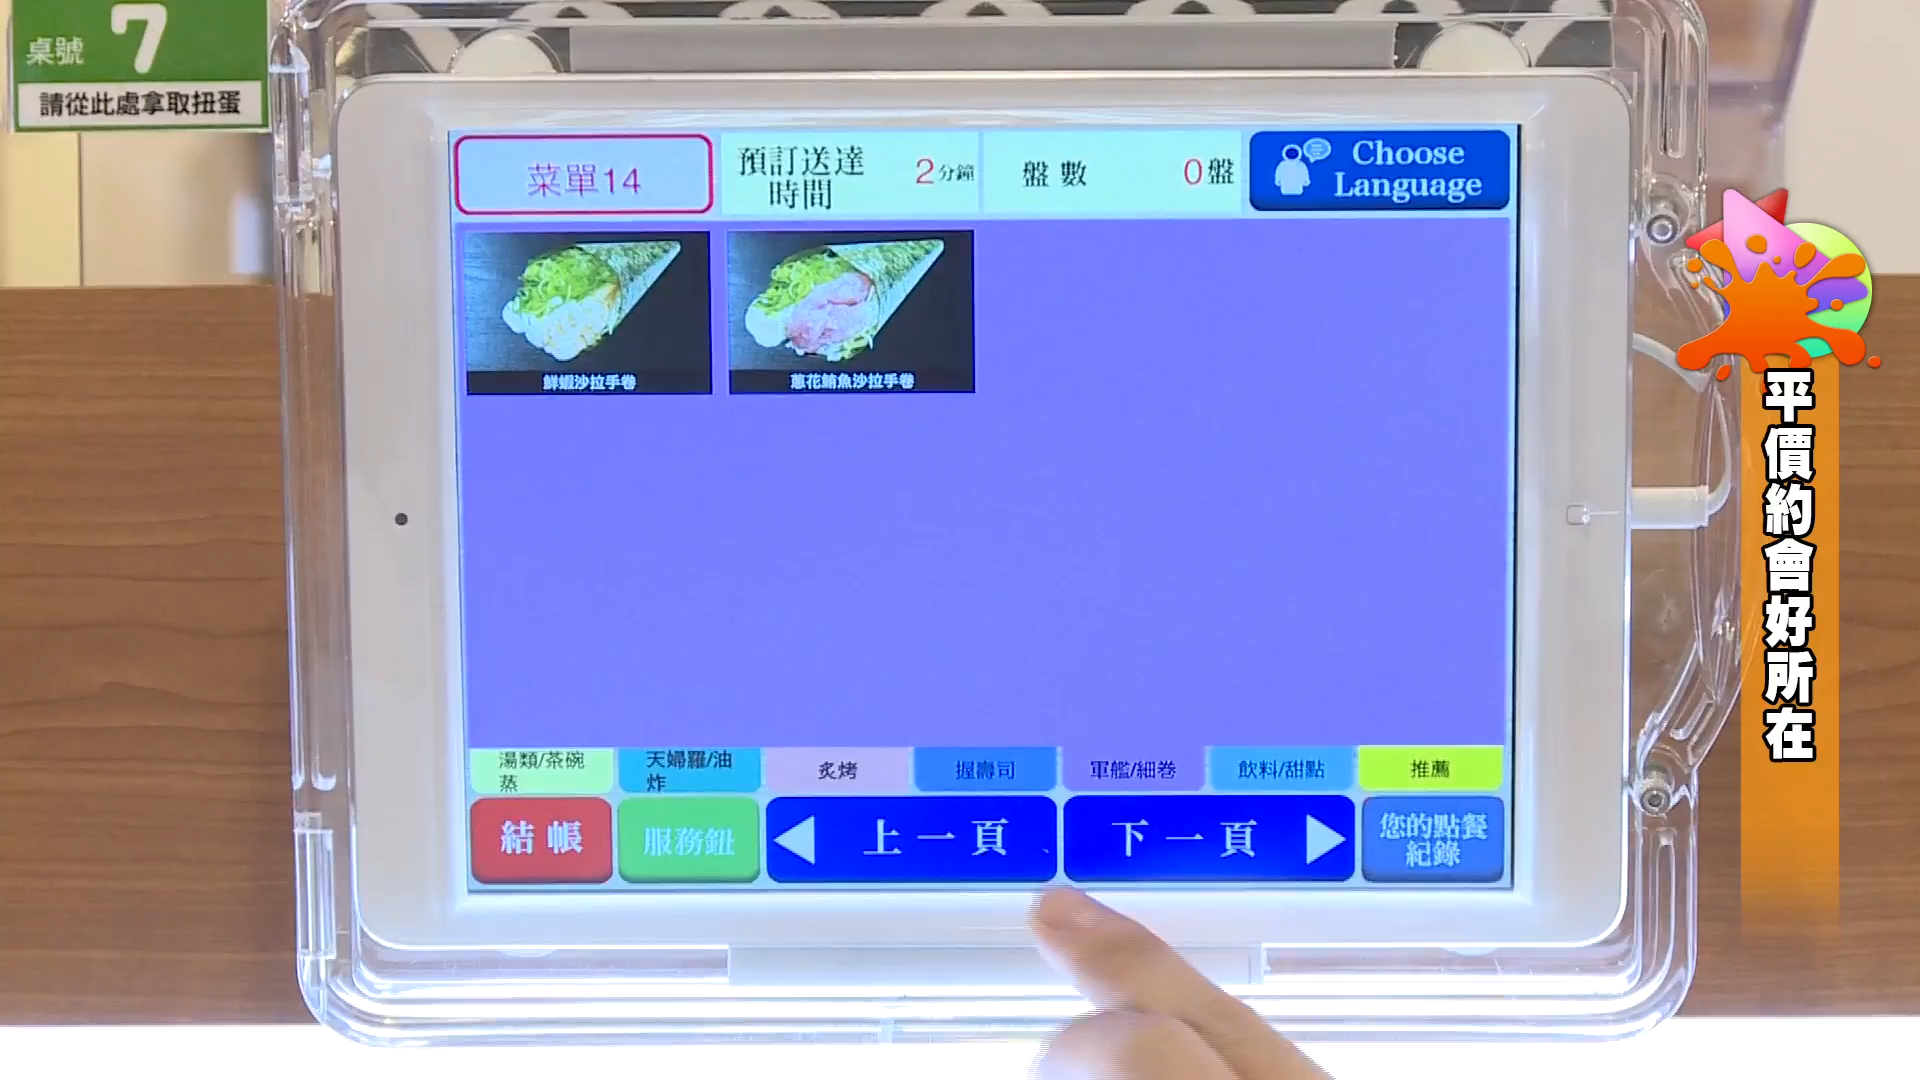 桌號 7
請從此處拿取扭蛋
菜單14
預訂送達
時間
2分鐘
盤數
0盤
Choose
Language
鮮蝦沙拉手卷
蔥花鮪魚沙拉手卷
湯類/茶碗
蒸
天婦羅/油
炸
炙烤
握壽司
軍艦/細卷
飲料/甜點
推薦
結帳
服務鈕
上一頁
下一頁
您的點餐
紀錄
平價約會好所在